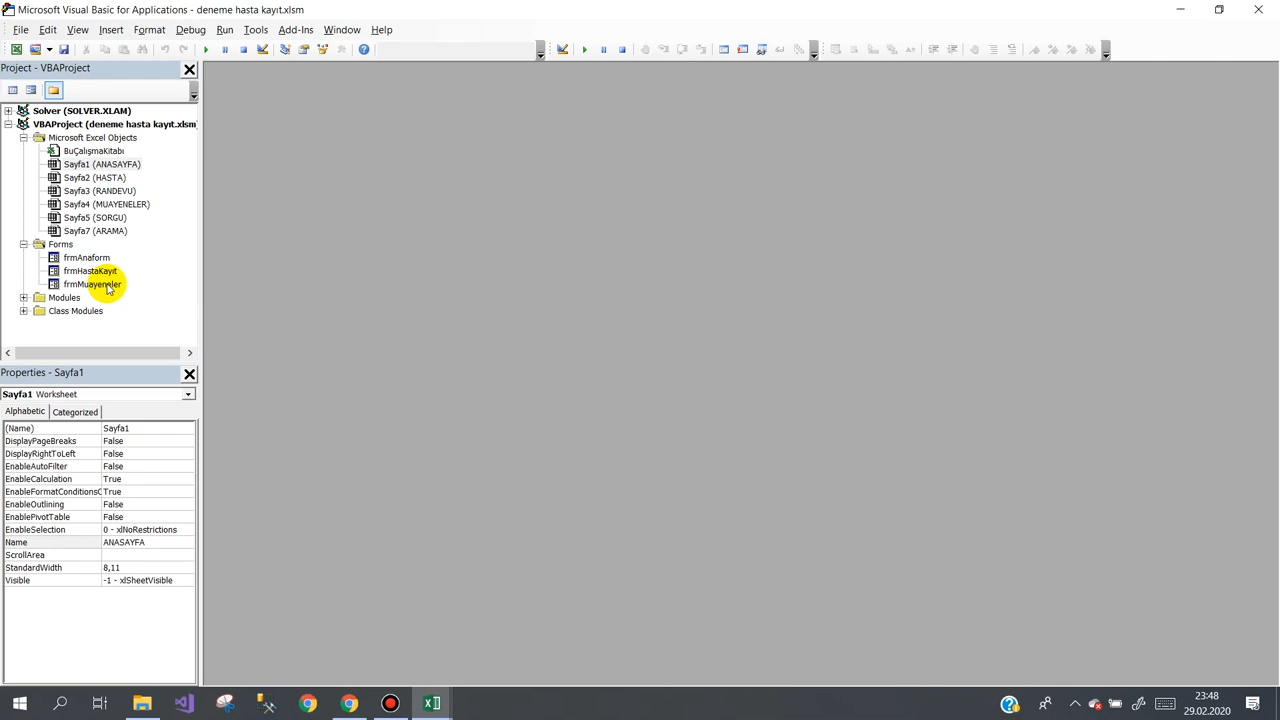 Microsoft Visual Basic for Applications - deneme hasta kayıt.xlsm
File Edit View Insert Format Debug Run Tools Add-Ins Window Help
Project - VBAProject
Solver (SOLVER.XLAM)
VBAProject (deneme hasta kayıt.xlsm
Microsoft Excel Objects
BuÇalışmaKitabı
Sayfa1 (ANASAYFA)
Sayfa2 (HASTA)
Sayfa3 (RANDEVU)
Sayfa4 (MUAYENELER)
Sayfa5 (SORGU)
Sayfa7 (ARAMA)
Forms
frmAnaform
frmHastaKayıt
frmMuayeneler
Modules
Class Modules
Properties - Sayfa1
Sayfa1 Worksheet
Alphabetic Categorized
(Name) Sayfa1
DisplayPageBreaks False
DisplayRightToLeft False
EnableAutoFilter False
EnableCalculation True
EnableFormatConditionsC True
EnableOutlining False
EnablePivotTable False
EnableSelection 0 - xlNoRestrictions
Name ANASAYFA
ScrollArea
StandardWidth 8,11
Visible -1 - xlSheetVisible
23:48
29.02.2020